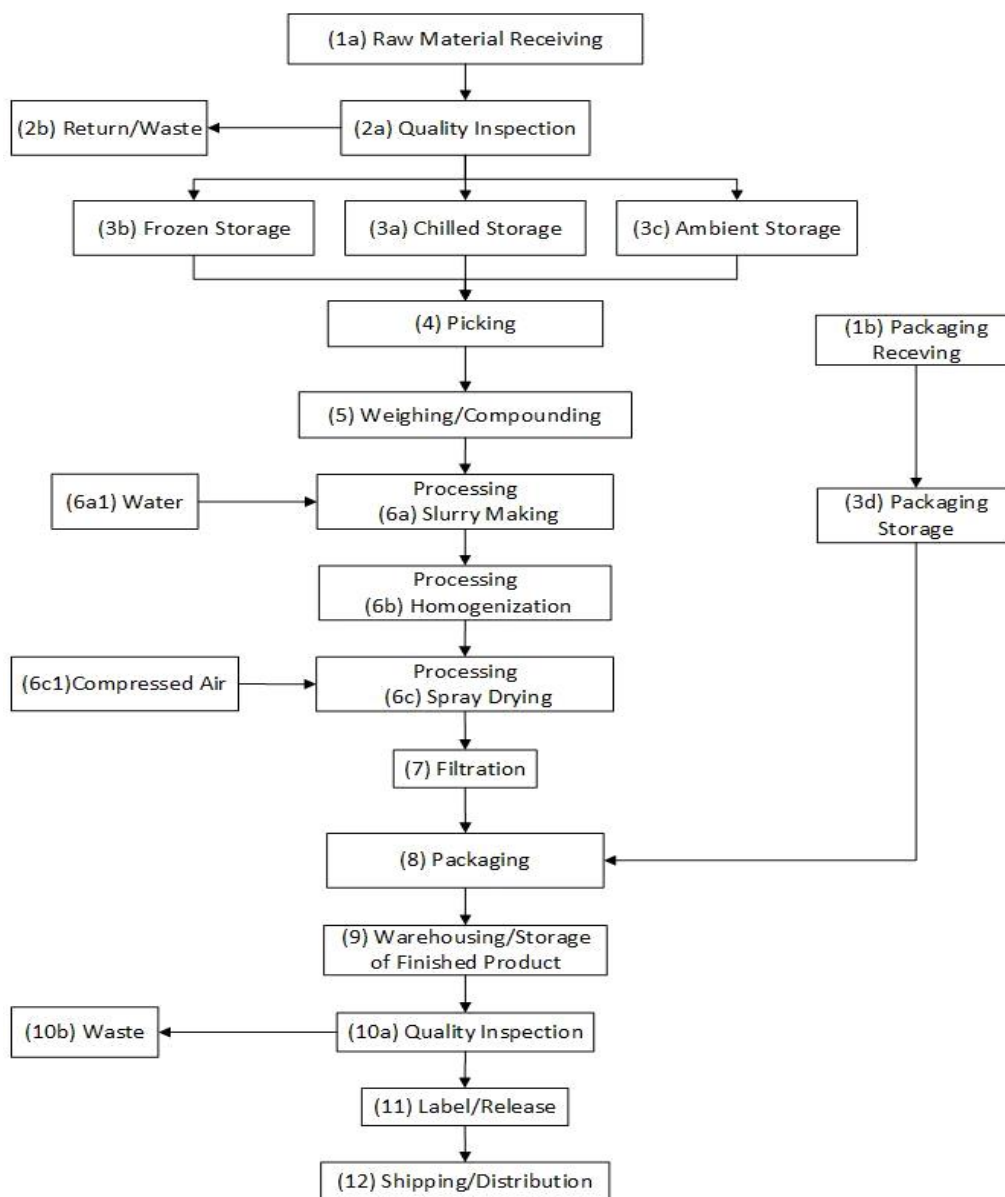 (1a) Raw Material Receiving
(2b) Return/Waste
(2a) Quality Inspection
(3b) Frozen Storage
(3a) Chilled Storage
(3c) Ambient Storage
(4) Picking
(1b) Packaging
Receving
(5) Weighing/Compounding
(6a1) Water
Processing
(6a) Slurry Making
(3d) Packaging
Storage
Processing
(6b) Homogenization
(6c1)Compressed Air
Processing
(6c) Spray Drying
(7) Filtration
(8) Packaging
(9) Warehousing/Storage
of Finished Product
(10b) Waste
(10a) Quality Inspection
(11) Label/Release
(12) Shipping/Distribution